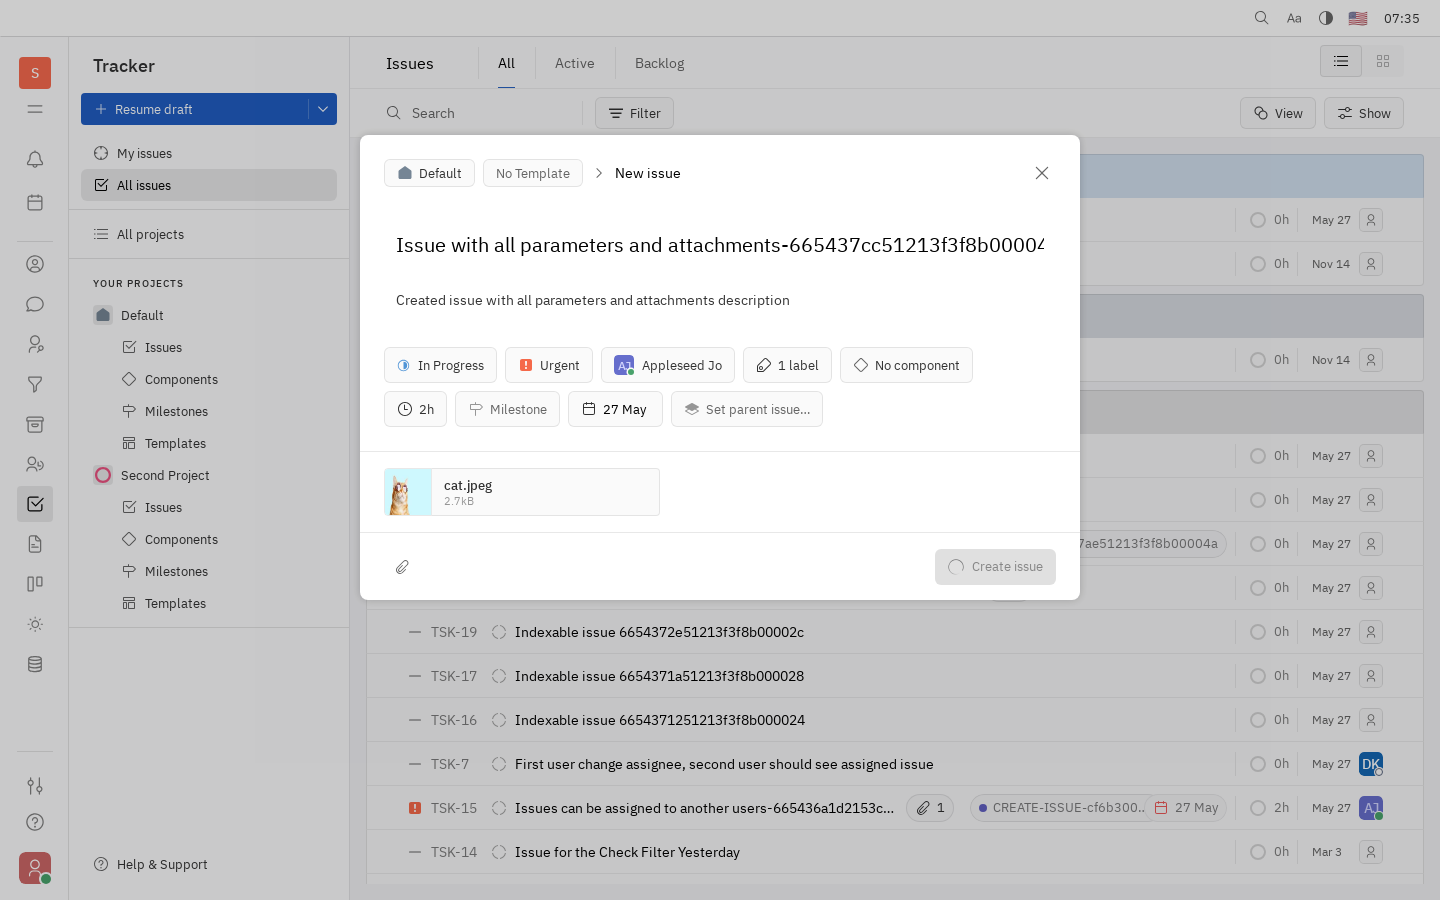 Aa 07:35
S
Tracker
Resume draft
My issues
All issues
All projects
YOUR PROJECTS
Default
Issues
Components
Milestones
Templates
Second Project
Issues
Components
Milestones
Templates
Help & Support
Issues All Active Backlog
Search Filter View Show
Default No Template New issue
Issue with all parameters and attachments-665437cc51213f3f8b00004
Created issue with all parameters and attachments description
In Progress Urgent AJ Appleseed Jo 1 label No component
2h Milestone 27 May Set parent issue...
cat.jpeg
2.7kB
Create issue
0h May 27
0h Nov 14
0h Nov 14
0h May 27
0h May 27
7ae51213f3f8b00004a 0h May 27
0h May 27
TSK-19 Indexable issue 6654372e51213f3f8b00002c 0h May 27
TSK-17 Indexable issue 6654371a51213f3f8b000028 0h May 27
TSK-16 Indexable issue 6654371251213f3f8b000024 0h May 27
TSK-7 First user change assignee, second user should see assigned issue 0h May 27 DK
TSK-15 Issues can be assigned to another users-665436a1d2153c... 1 CREATE-ISSUE-cf6b300... 27 May 2h May 27 AJ
TSK-14 Issue for the Check Filter Yesterday 0h Mar 3